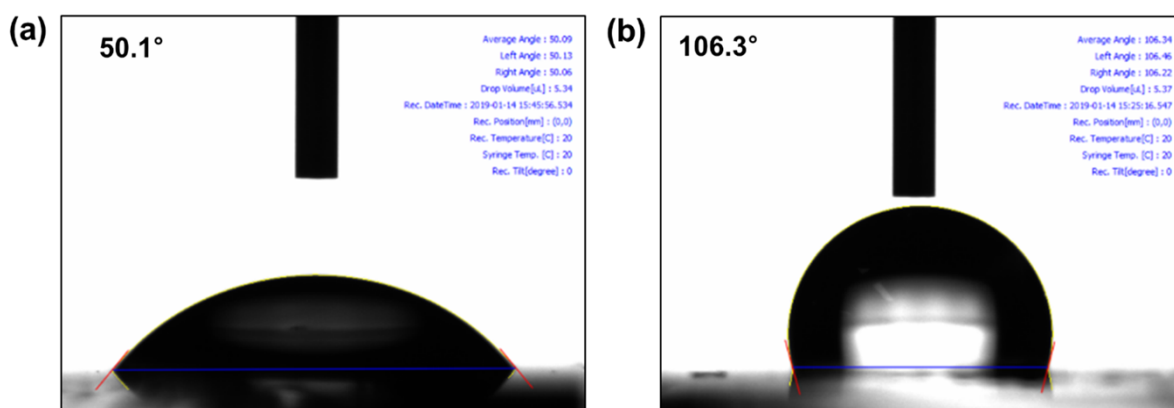 (a)
50.1°
Average Angle : 50.09
Left Angle : 50.13
Right Angle : 50.06
Drop Volume[uL] : 5.34
Rec. DateTime : 2019-01-14 15:45:56.534
Rec. Position[mm] : (0,0)
Rec. Temperature[C] : 20
Syringe Temp. [C] : 20
Rec. Tilt[degree] : 0
(b)
106.3°
Average Angle : 106.34
Left Angle : 106.46
Right Angle : 106.22
Drop Volume[uL] : 5.37
Rec. DateTime : 2019-01-14 15:25:16.547
Rec. Position[mm] : (0,0)
Rec. Temperature[C] : 20
Syringe Temp. [C] : 20
Rec. Tilt[degree] : 0